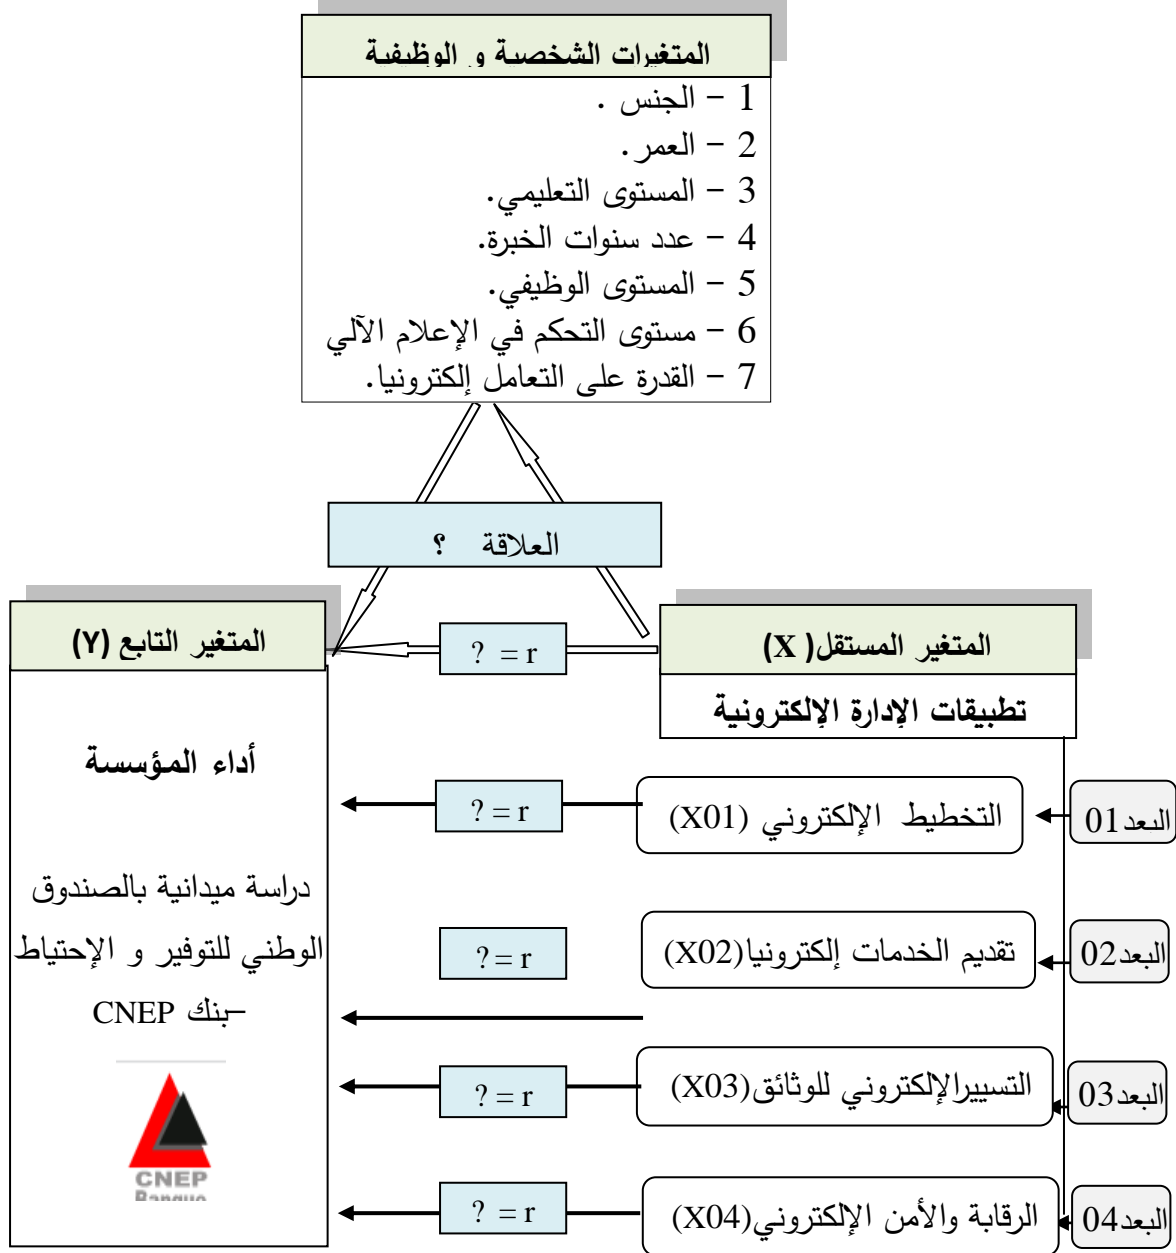 المتغيرات الشخصية و الوظيفية
1 – الجنس .
2 – العمر.
3 – المستوى التعليمي.
4 – عدد سنوات الخبرة.
5 – المستوى الوظيفي.
6 – مستوى التحكم في الإعلام الآلي
7 – القدرة على التعامل إلكترونيا.
العلاقة ؟
المتغير المستقل( X)
تطبيقات الإدارة الإلكترونية
? = r
المتغير التابع (Y)
أداء المؤسسة
دراسة ميدانية بالصندوق
الوطني للتوفير و الإحتياط
–بنك CNEP
CNEP
Banque
البعد01
التخطيط الإلكتروني (X01)
? = r
البعد02
تقديم الخدمات إلكترونيا(X02)
? = r
البعد03
التسييرالإلكتروني للوثائق(X03)
? = r
البعد04
الرقابة والأمن الإلكتروني(X04)
? = r